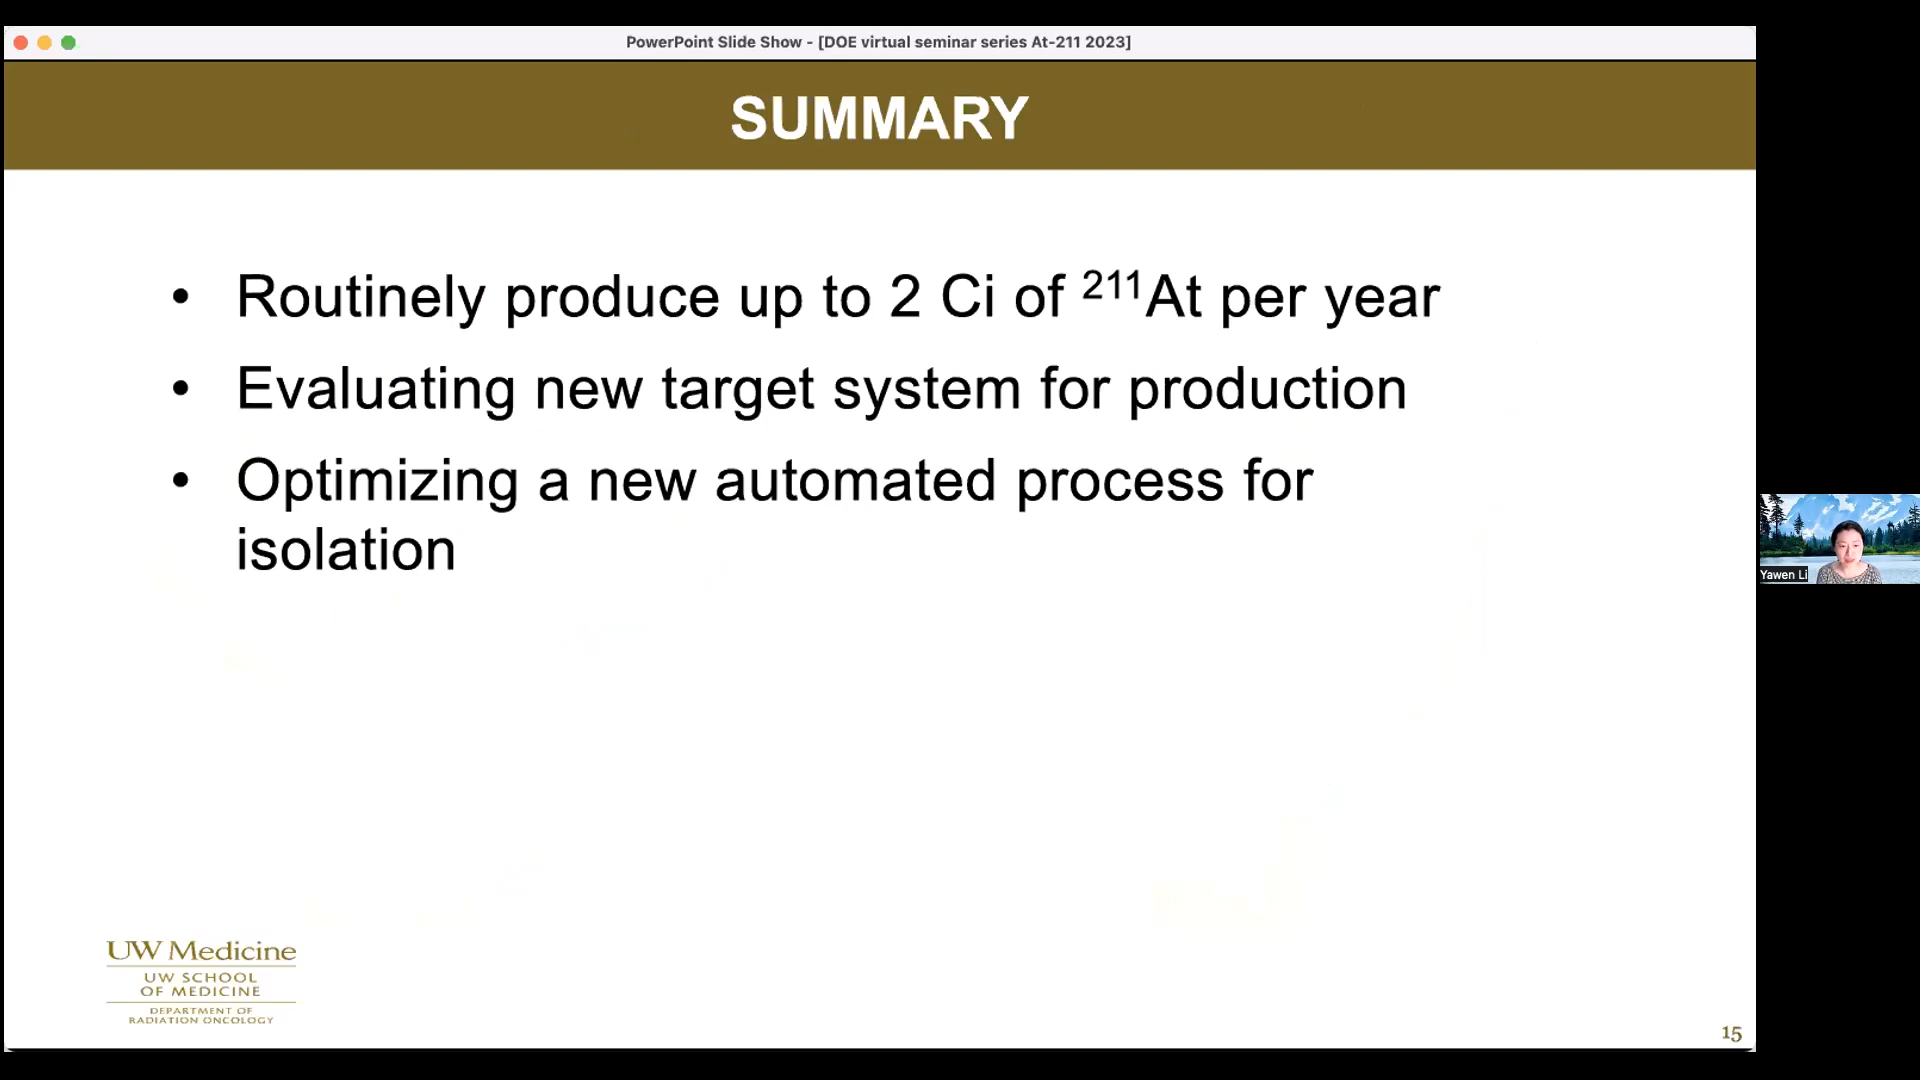 PowerPoint Slide Show - [DOE virtual seminar series At-211 2023]
SUMMARY
• Routinely produce up to 2 Ci of ²¹¹At per year
• Evaluating new target system for production
• Optimizing a new automated process for
isolation
Yawen Li
UW Medicine
UW SCHOOL
OF MEDICINE
DEPARTMENT OF
RADIATION ONCOLOGY
15